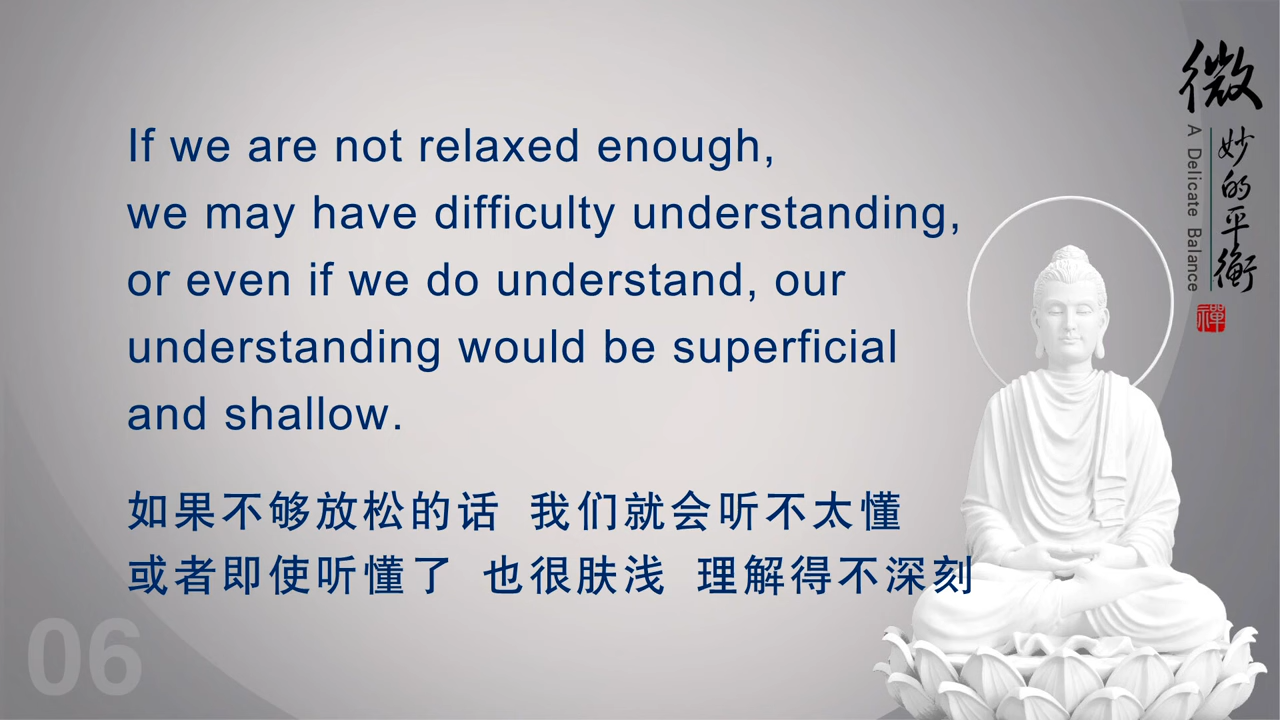 If we are not relaxed enough,
we may have difficulty understanding,
or even if we do understand, our
understanding would be superficial
and shallow.
如果不够放松的话 我们就会听不太懂
或者即使听懂了 也很肤浅 理解得不深刻
06
微
妙的平衡
A Delicate Balance
禪